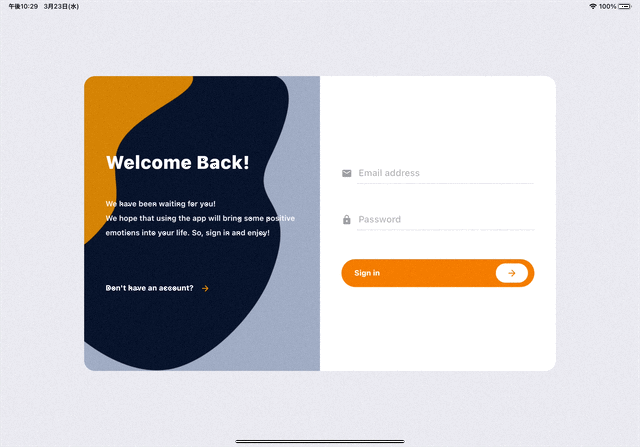 午後10:29 3月23日(水)
100%
Welcome Back!
We have been waiting for you!
We hope that using the app will bring some positive
emotions into your life. So, sign in and enjoy!
Don't have an account?
Email address
Password
Sign in